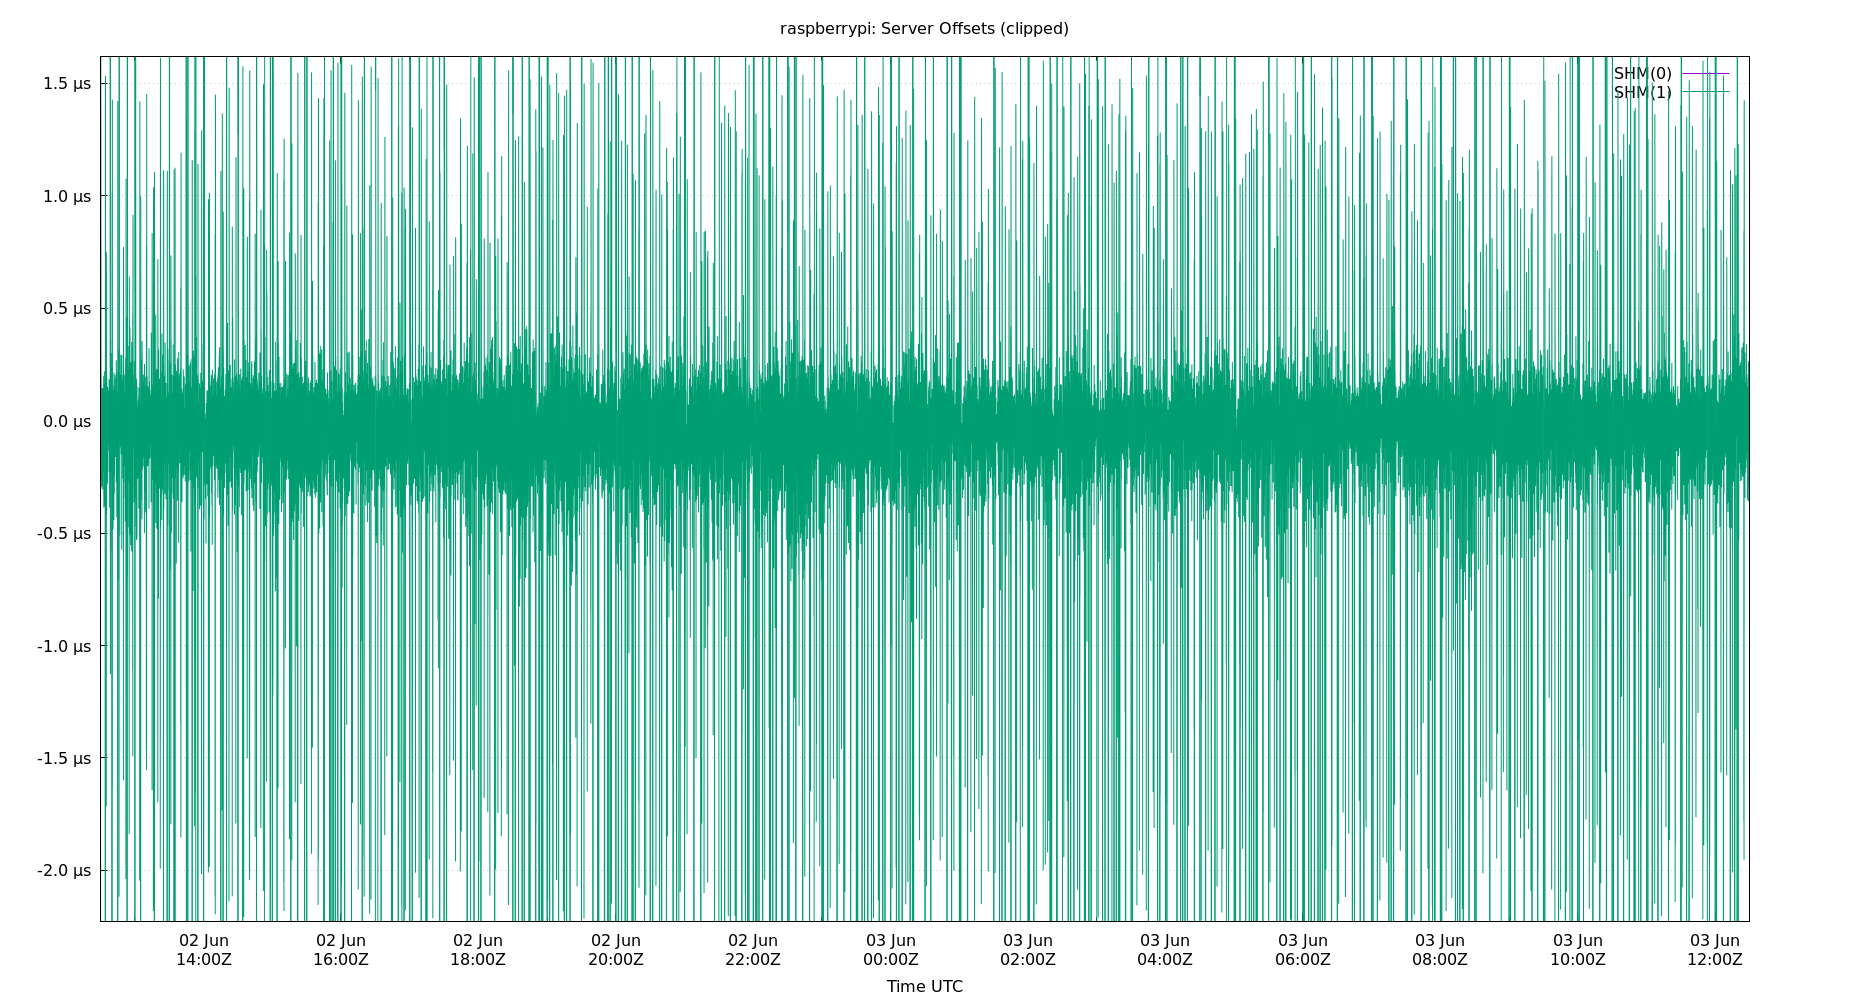 raspberrypi: Server Offsets (clipped)
SHM(0)
SHM(1)
1.5 µs
1.0 µs
0.5 µs
0.0 µs
-0.5 µs
-1.0 µs
-1.5 µs
-2.0 µs
02 Jun 02 Jun 02 Jun 02 Jun 02 Jun 03 Jun 03 Jun 03 Jun 03 Jun 03 Jun 03 Jun 03 Jun
14:00Z 16:00Z 18:00Z 20:00Z 22:00Z 00:00Z 02:00Z 04:00Z 06:00Z 08:00Z 10:00Z 12:00Z
Time UTC